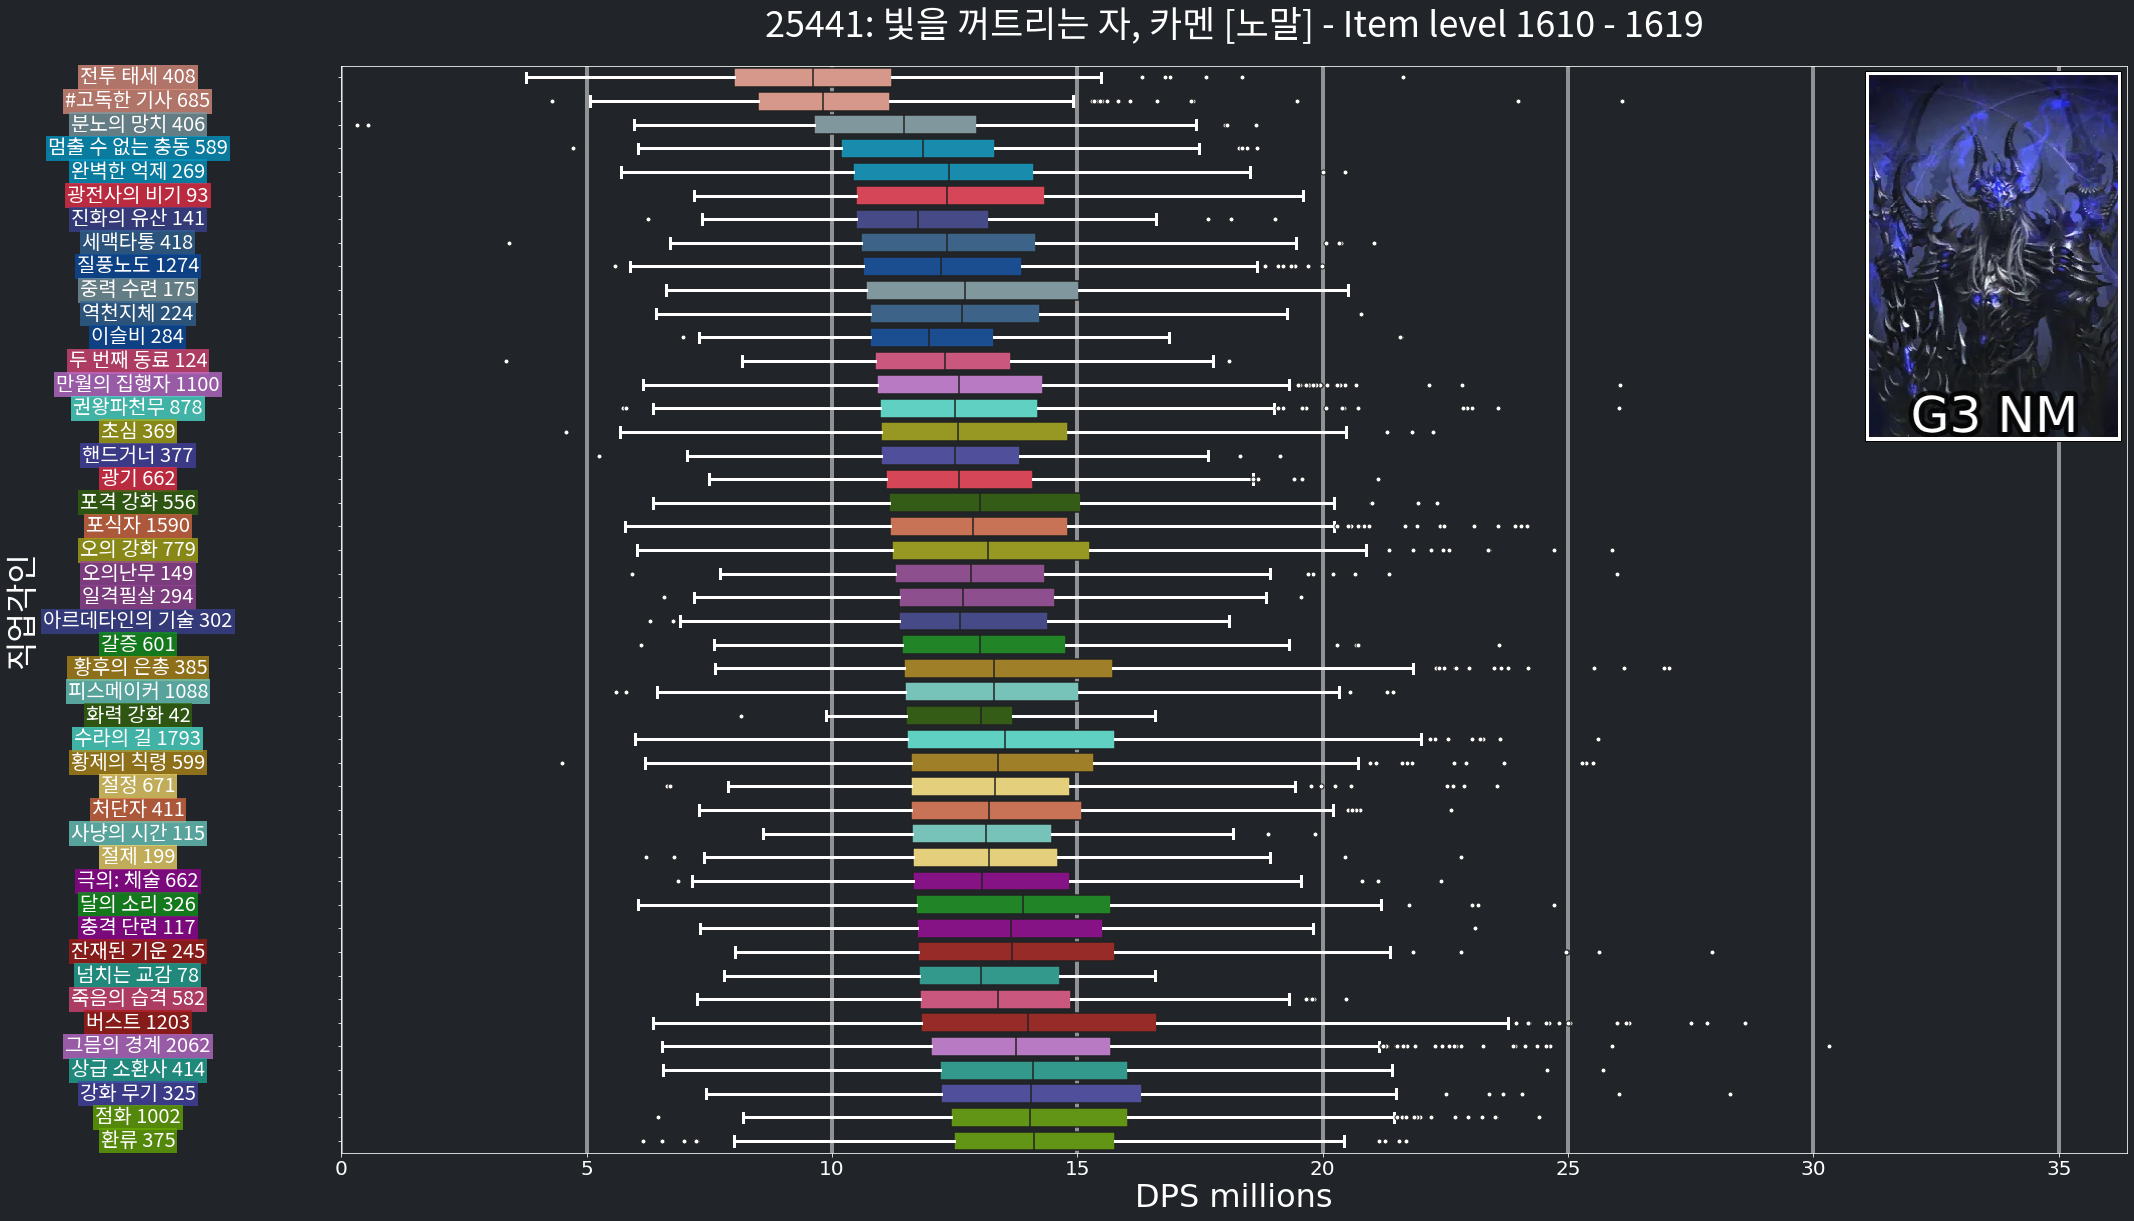 25441: 빛을 꺼트리는 자, 카멘 [노말] - Item level 1610 - 1619
직업각인
전투 태세 408
#고독한 기사 685
분노의 망치 406
멈출 수 없는 충동 589
완벽한 억제 269
광전사의 비기 93
진화의 유산 141
세맥타통 418
질풍노도 1274
중력 수련 175
역천지체 224
이슬비 284
두 번째 동료 124
만월의 집행자 1100
권왕파천무 878
초심 369
핸드거너 377
광기 662
포격 강화 556
포식자 1590
오의 강화 779
오의난무 149
일격필살 294
아르데타인의 기술 302
갈증 601
황후의 은총 385
피스메이커 1088
화력 강화 42
수라의 길 1793
황제의 칙령 599
절정 671
처단자 411
사냥의 시간 115
절제 199
극의: 체술 662
달의 소리 326
충격 단련 117
잔재된 기운 245
넘치는 교감 78
죽음의 습격 582
버스트 1203
그믐의 경계 2062
상급 소환사 414
강화 무기 325
점화 1002
환류 375
G3 NM
0 5 10 15 20 25 30 35
DPS millions